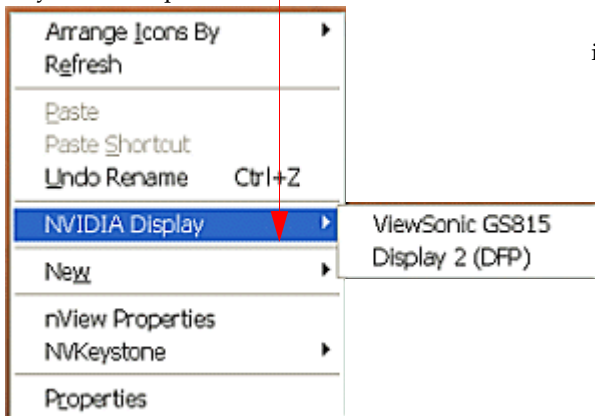 Arrange Icons By
Refresh
Paste
Paste Shortcut
Undo Rename Ctrl+Z
NVIDIA Display
ViewSonic GS815
Display 2 (DFP)
New
nView Properties
NVKeystone
Properties